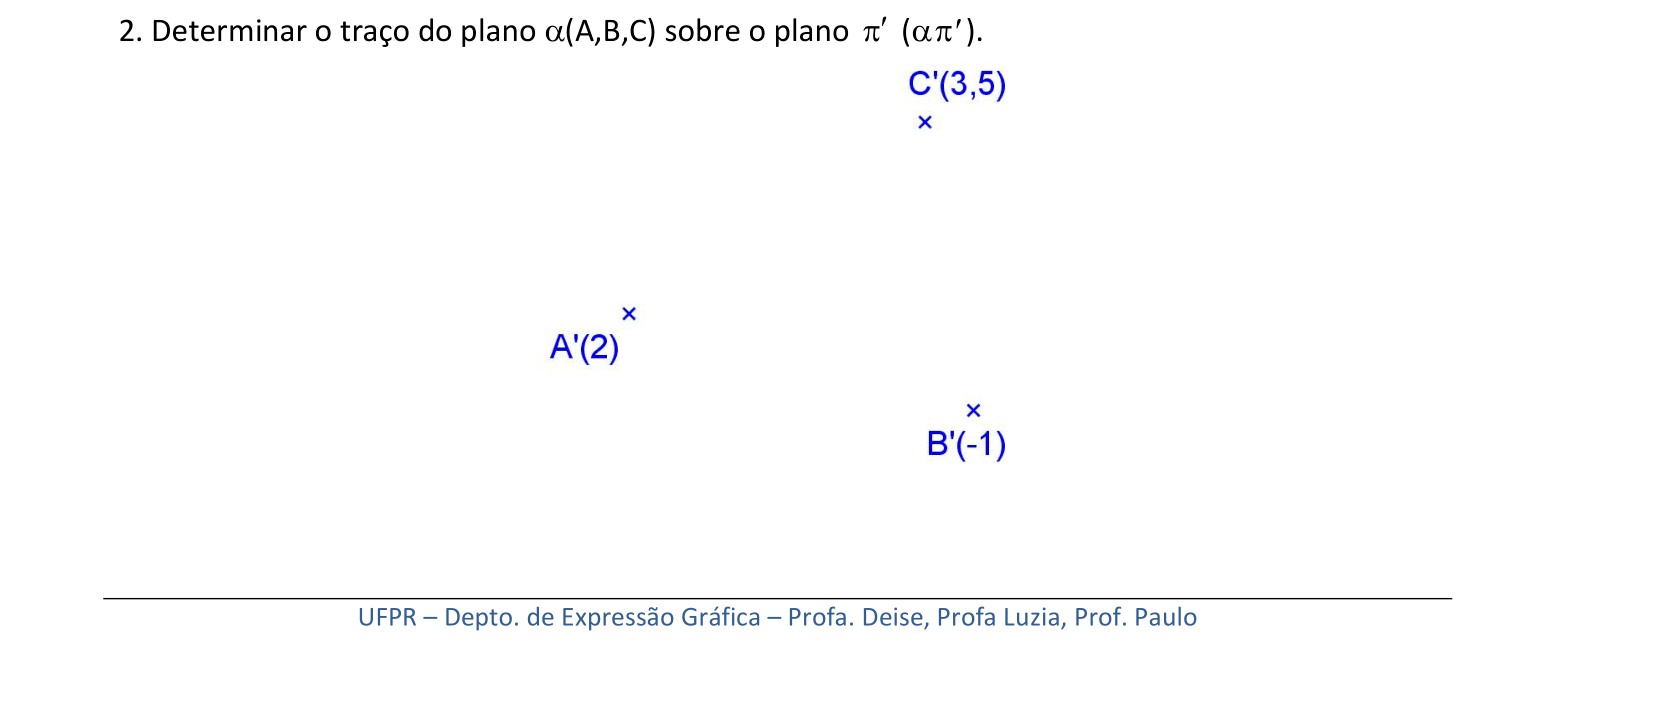 2. Determinar o traço do plano α(A,B,C) sobre o plano π′ (απ′).
C'(3,5)
A'(2)
B'(-1)
UFPR – Depto. de Expressão Gráfica – Profa. Deise, Profa Luzia, Prof. Paulo